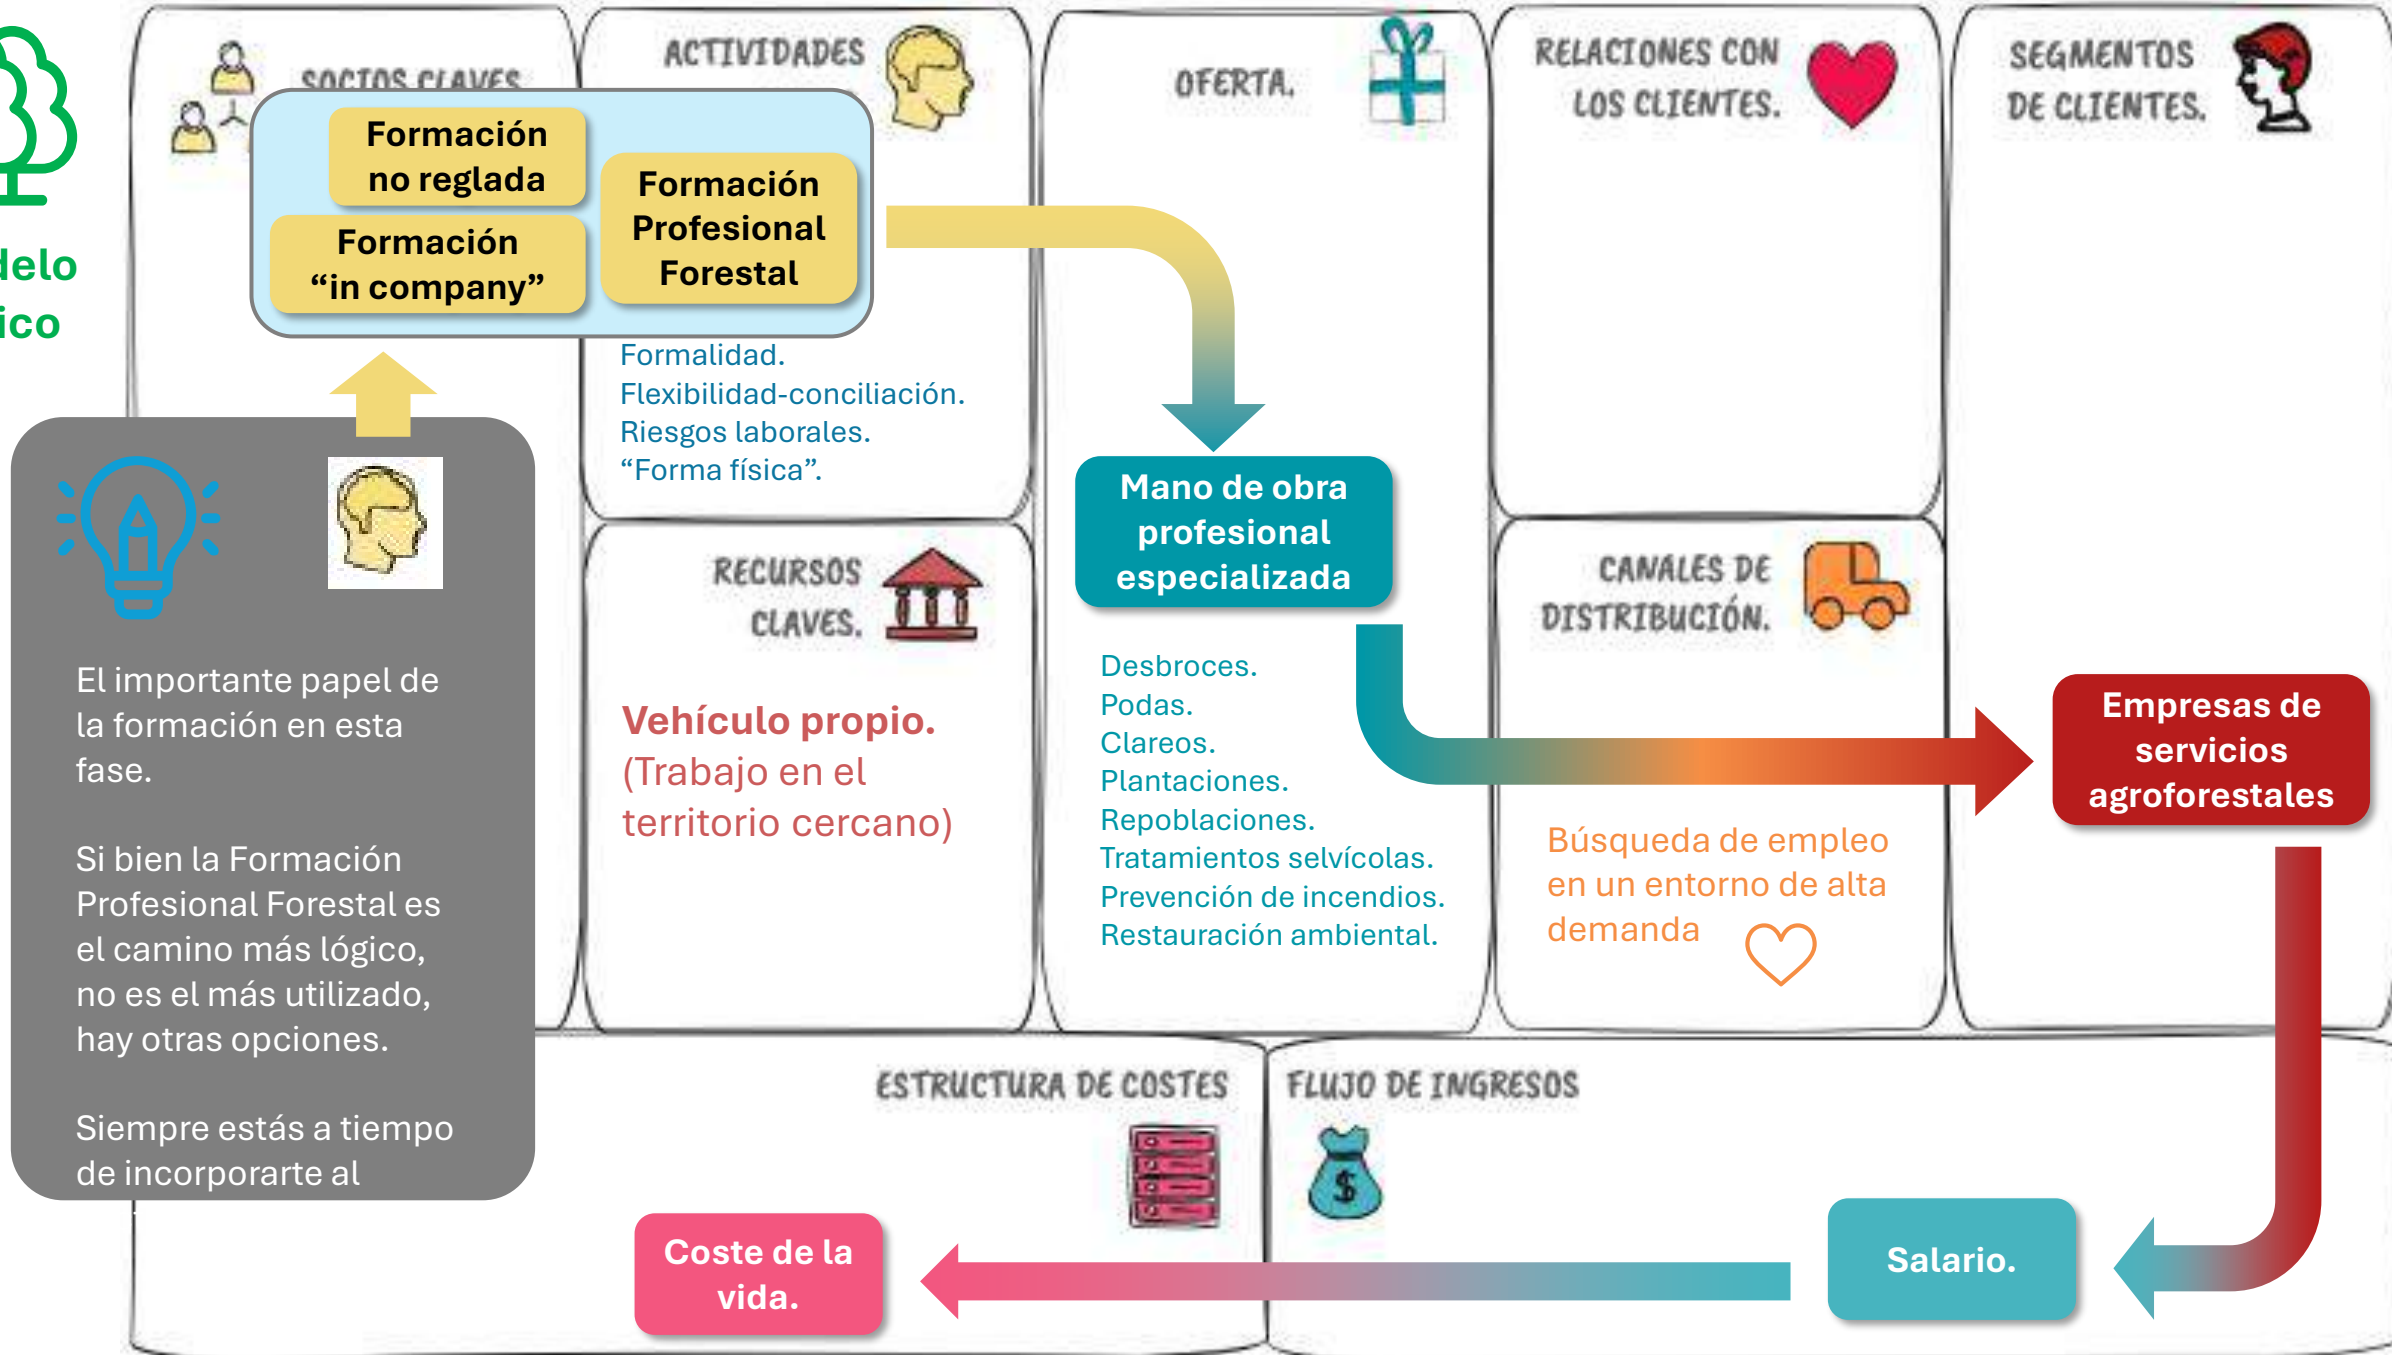 SOCIOS CLAVES
ACTIVIDADES
OFERTA.
RELACIONES CON
LOS CLIENTES.
SEGMENTOS
DE CLIENTES.
Formación
no reglada
Formación
“in company”
Formación
Profesional
Forestal
Formalidad.
Flexibilidad-conciliación.
Riesgos laborales.
“Forma física”.
El importante papel de
la formación en esta
fase.
Si bien la Formación
Profesional Forestal es
el camino más lógico,
no es el más utilizado,
hay otras opciones.
Siempre estás a tiempo
de incorporarte al
RECURSOS
CLAVES.
Vehículo propio.
(Trabajo en el
territorio cercano)
Mano de obra
profesional
especializada
Desbroces.
Podas.
Clareos.
Plantaciones.
Repoblaciones.
Tratamientos selvícolas.
Prevención de incendios.
Restauración ambiental.
CANALES DE
DISTRIBUCIÓN.
Búsqueda de empleo
en un entorno de alta
demanda
Empresas de
servicios
agroforestales
ESTRUCTURA DE COSTES
FLUJO DE INGRESOS
$
Coste de la
vida.
Salario.